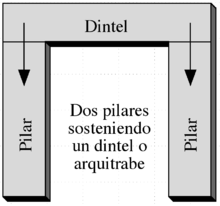 Dintel
Pilar
Dos pilares
sosteniendo
un dintel o
arquitrabe
Pilar